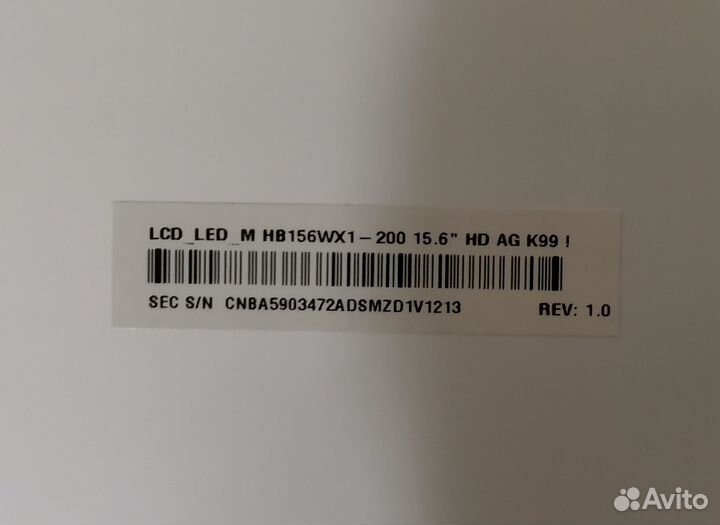 LCD_LED_M HB156WX1-200 15.6" HD AG K99 !
SEC S/N CNBA5903472ADSMZD1V1213 REV: 1.0
Avito